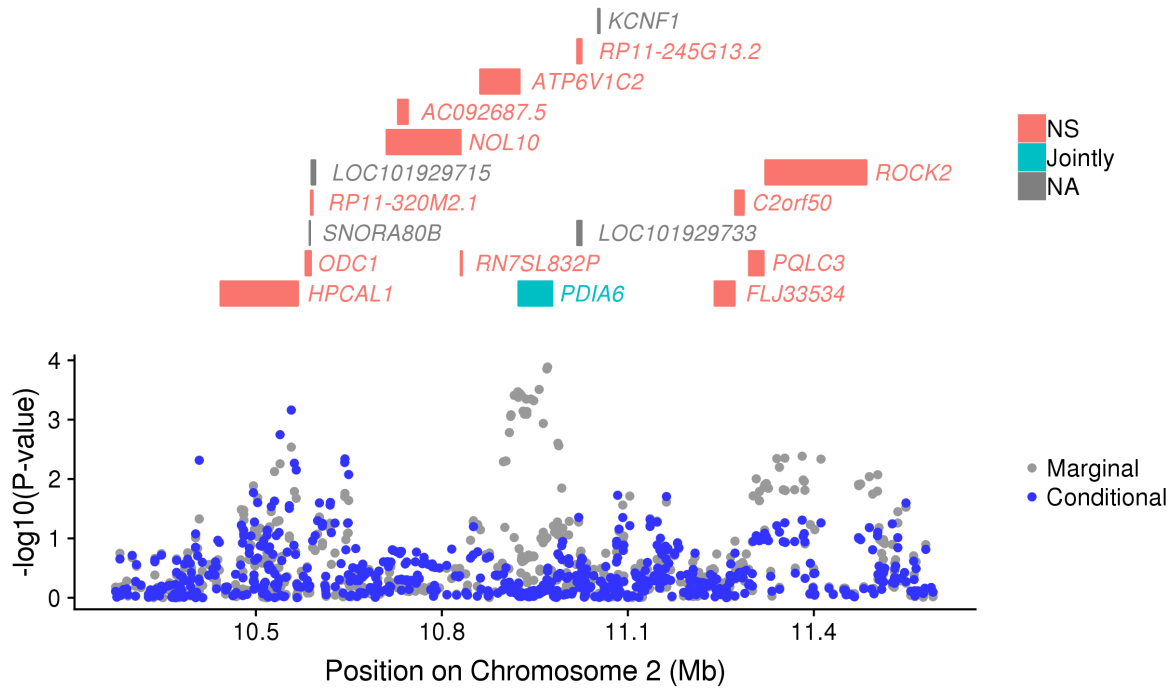 KCNF1
RP11-245G13.2
ATP6V1C2
AC092687.5
NOL10
LOC101929715
ROCK2
RP11-320M2.1
C2orf50
SNORA80B
LOC101929733
ODC1
RN7SL832P
PQLC3
HPCAL1
PDIA6
FLJ33534
NS
Jointly
NA
4
3
2
1
0
-log10(P-value)
10.5
10.8
11.1
11.4
Position on Chromosome 2 (Mb)
Marginal
Conditional